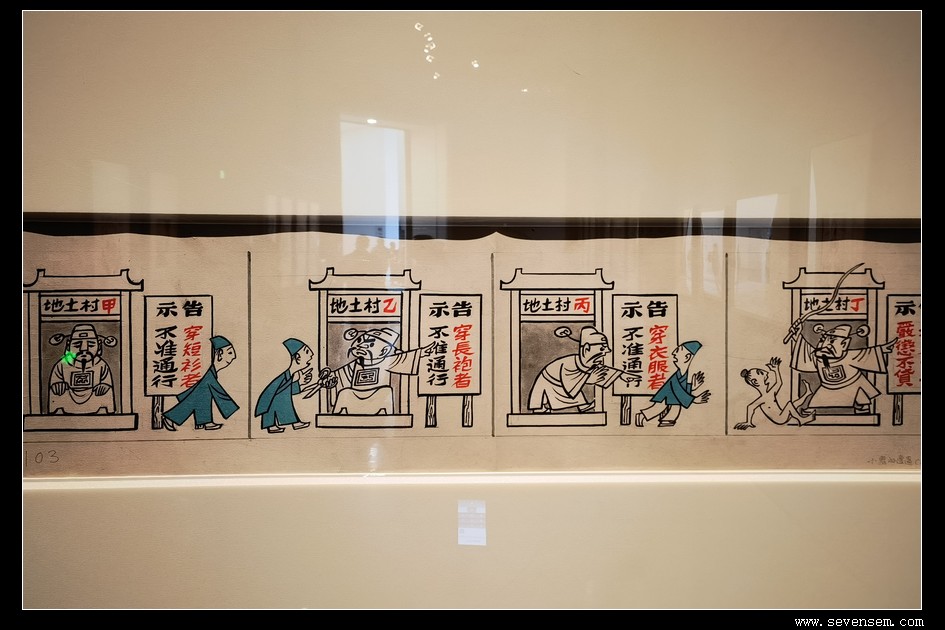 甲村土地
告示
穿短衫者
不准通行
乙村土地
告示
穿長袍者
不准通行
丙村土地
告示
穿衣服者
不准通行
丁村土地
示
嚴懲不貸
103
www.sevensem.com